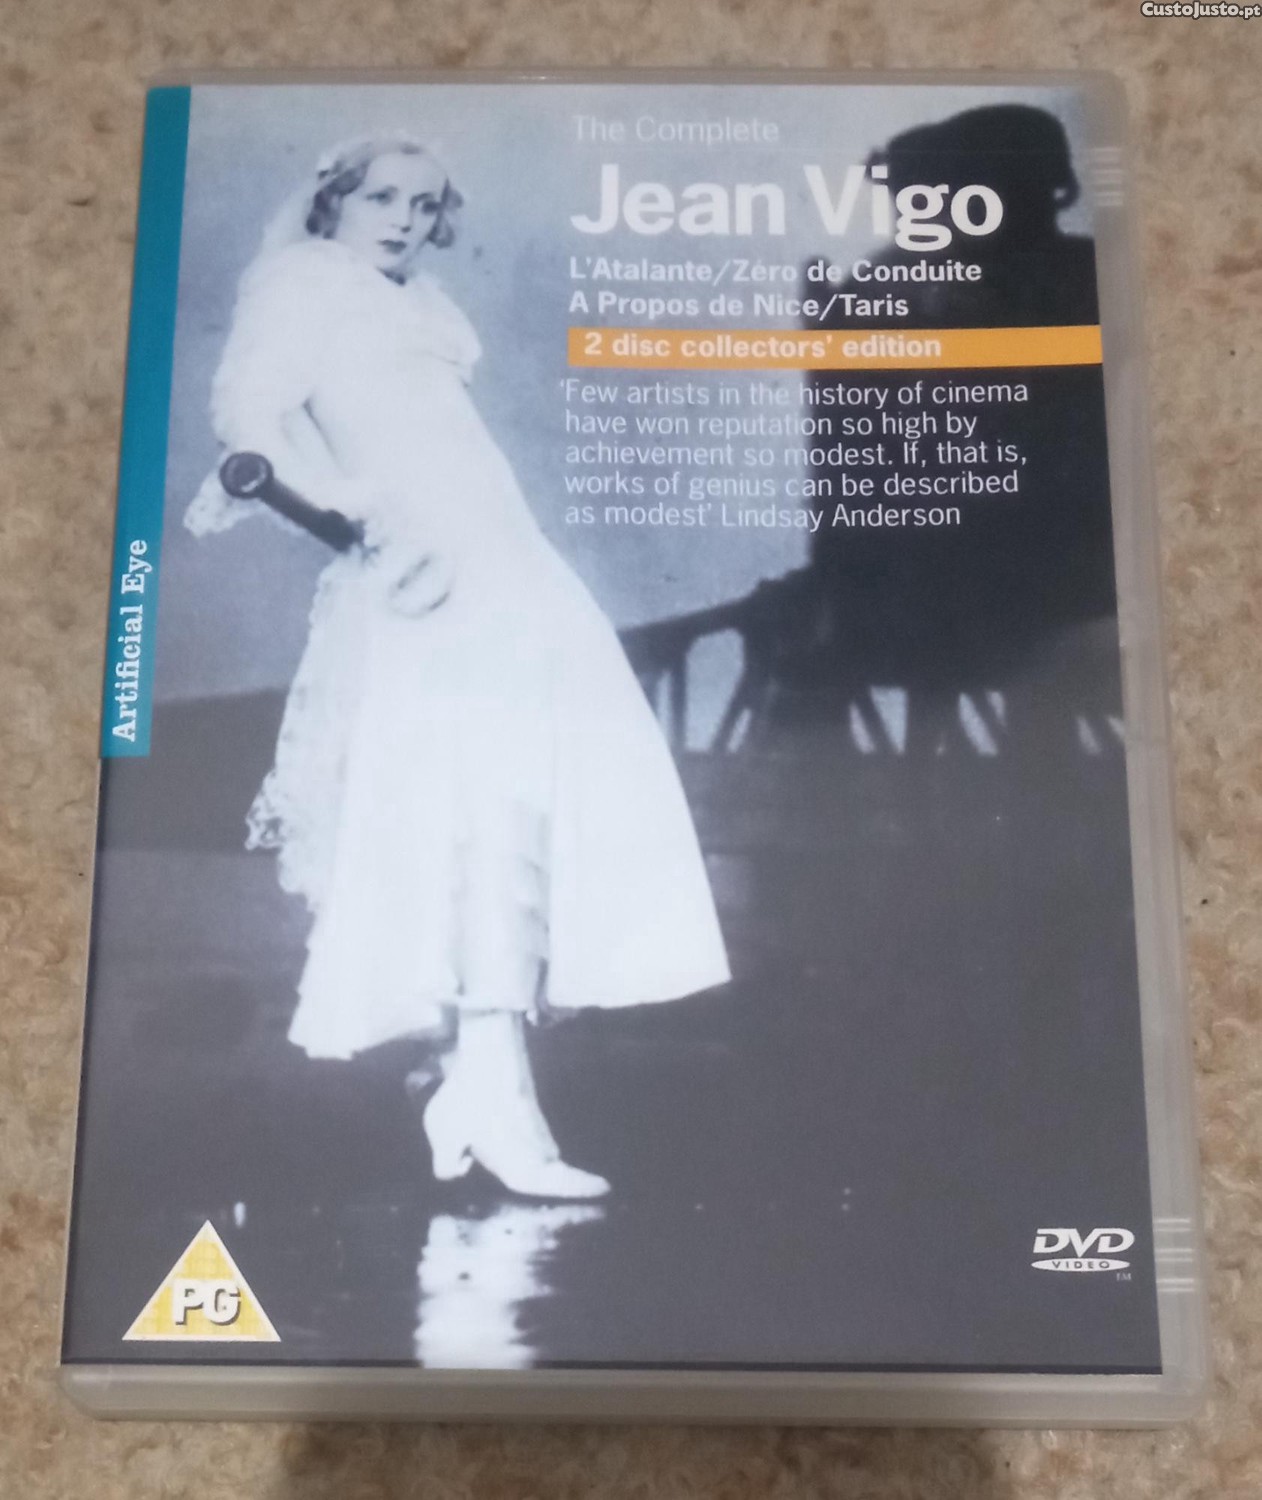 CustoJusto.pt
The Complete
Jean Vigo
L'Atalante/Zéro de Conduite
A Propos de Nice/Taris
2 disc collectors' edition
'Few artists in the history of cinema
have won reputation so high by
achievement so modest. If, that is,
works of genius can be described
as modest' Lindsay Anderson
Artificial Eye
PG
DVD
VIDEO
TM